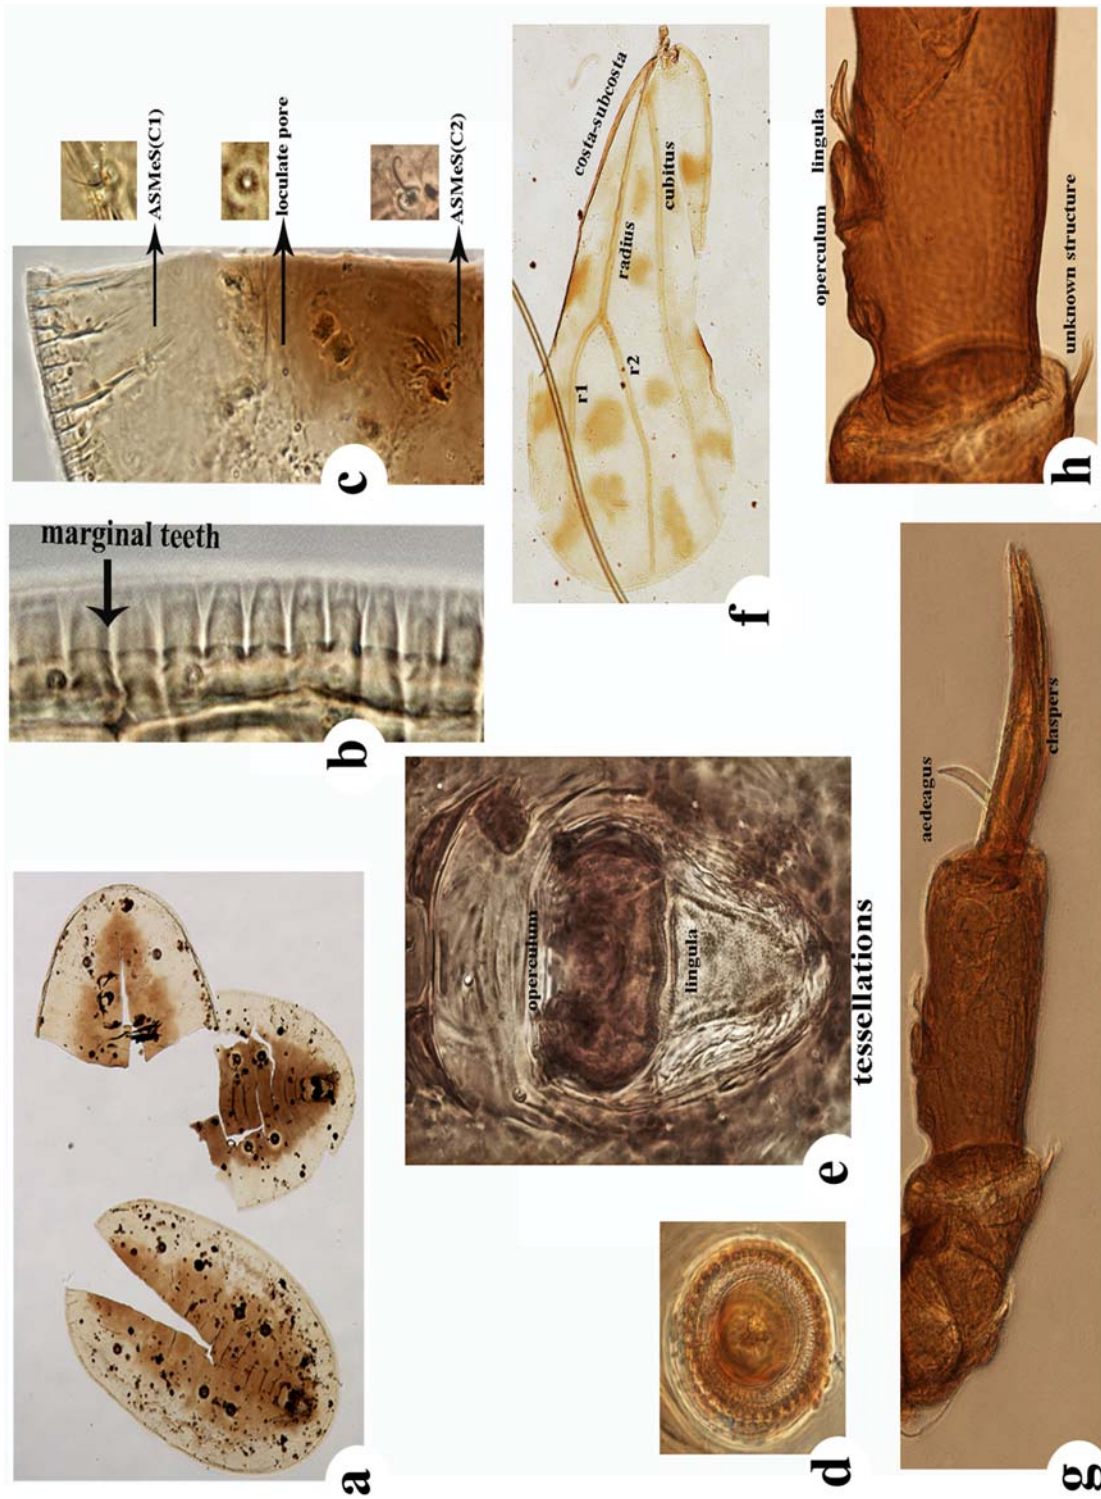 a
b
marginal teeth
c
ASMeS(C1)
loculate pore
ASMeS(C2)
d
e
operculum
lingula
tessellations
f
costa-subcosta
radius
r1
r2
cubitus
g
aedeagus
claspers
h
operculum
lingula
unknown structure